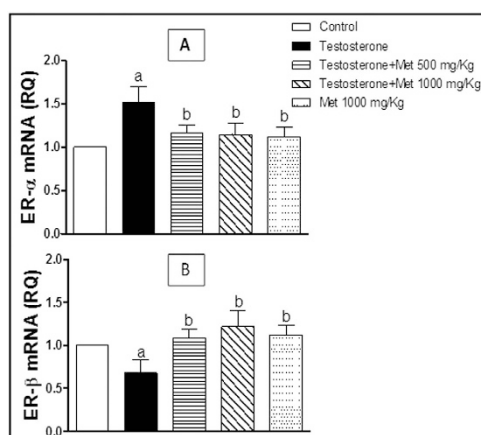 Control
Testosterone
Testosterone+Met 500 mg/Kg
Testosterone+Met 1000 mg/Kg
Met 1000 mg/Kg
A
ER-α mRNA (RQ)
2.0
1.5
1.0
0.5
0.0
a
b
b
b
B
ER-β mRNA (RQ)
2.0
1.5
1.0
0.5
0.0
a
b
b
b